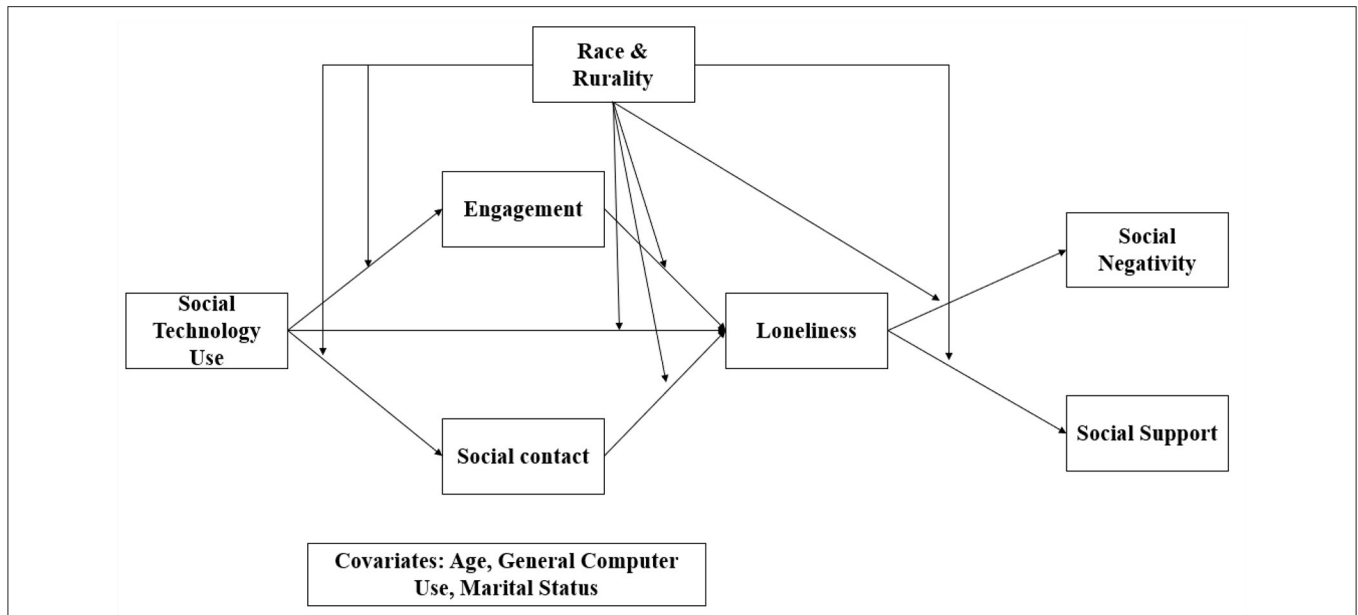 Race &
Rurality
Engagement
Social
Negativity
Social
Technology
Use
Loneliness
Social contact
Social Support
Covariates: Age, General Computer
Use, Marital Status